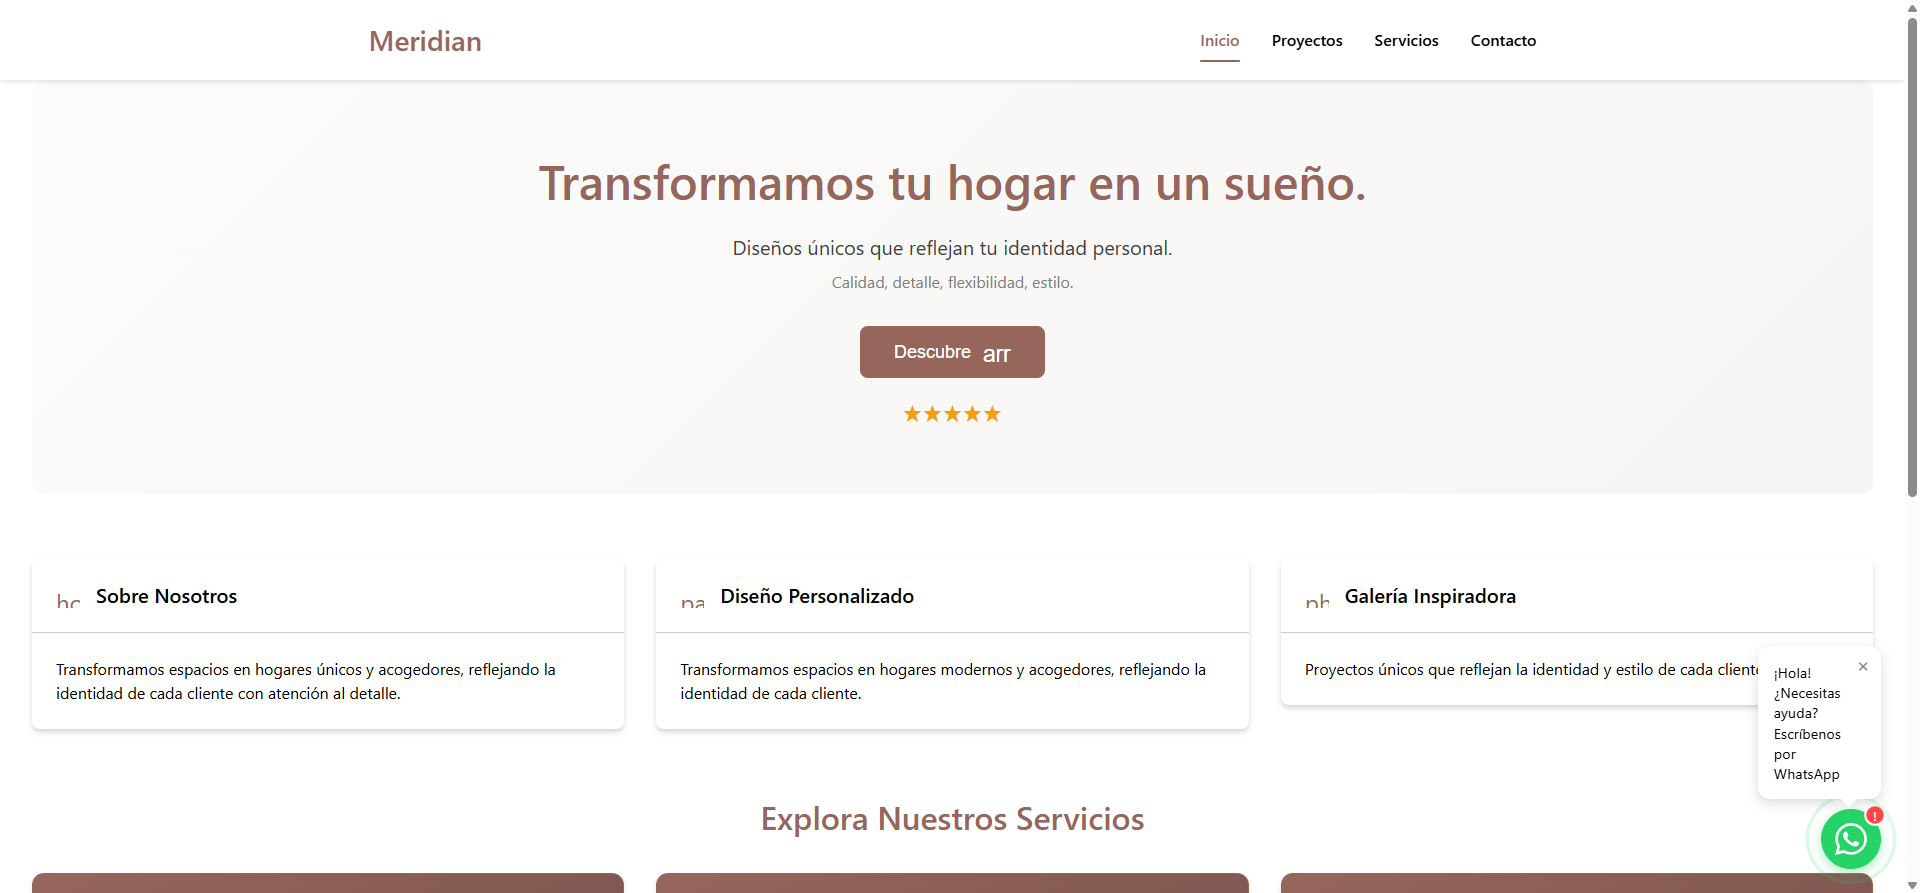 Meridian
Inicio
Proyectos
Servicios
Contacto
Transformamos tu hogar en un sueño.
Diseños únicos que reflejan tu identidad personal.
Calidad, detalle, flexibilidad, estilo.
Descubre arr
★★★★★
Sobre Nosotros
Transformamos espacios en hogares únicos y acogedores, reflejando la
identidad de cada cliente con atención al detalle.
pa Diseño Personalizado
Transformamos espacios en hogares modernos y acogedores, reflejando la
identidad de cada cliente.
ph Galería Inspiradora
Proyectos únicos que reflejan la identidad y estilo de cada cliente
¡Hola!
¿Necesitas
ayuda?
Escríbenos
por
WhatsApp
×
!
Explora Nuestros Servicios